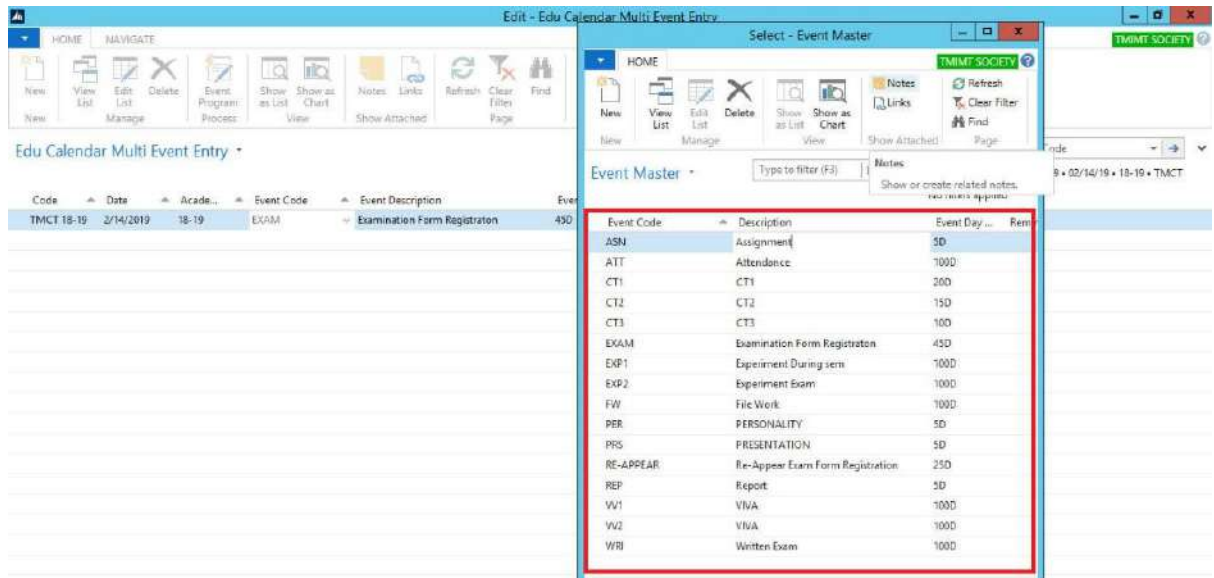 Edit - Edu Calendar Multi Event Entry
HOME NAVIGATE
TMIMT SOCIETY
New View List Edit List Delete Event Program Show as List Show as Chart Notes Links Refresh Clear Filter Find
New Manage Process View Show Attached Page
Edu Calendar Multi Event Entry
9 • 02/14/19 • 18-19 • TMCT
Code Date Acade... Event Code Event Description
TMCT 18-19 2/14/2019 18-19 EXAM Examination Form Registraton 45D
Select - Event Master
HOME
TMIMT SOCIETY
New View List Edit List Delete Show as List Show as Chart Notes Links Refresh Clear Filter Find
New Manage View Show Attached Page
Event Master
Type to filter (F3)
Notes
Show or create related notes.
No filters applied
Event Code Description Event Day ...
ASN Assignment 5D
ATT Attendance 100D
CT1 CT1 20D
CT2 CT2 15D
CT3 CT3 10D
EXAM Examination Form Registraton 45D
EXP1 Experiment During sem 100D
EXP2 Experiment Exam 100D
FW File Work 100D
PER PERSONALITY 5D
PRS PRESENTATION 5D
RE-APPEAR Re-Appear Exam Form Registration 25D
REP Report 5D
VV1 VIVA 100D
VV2 VIVA 100D
WRI Written Exam 100D